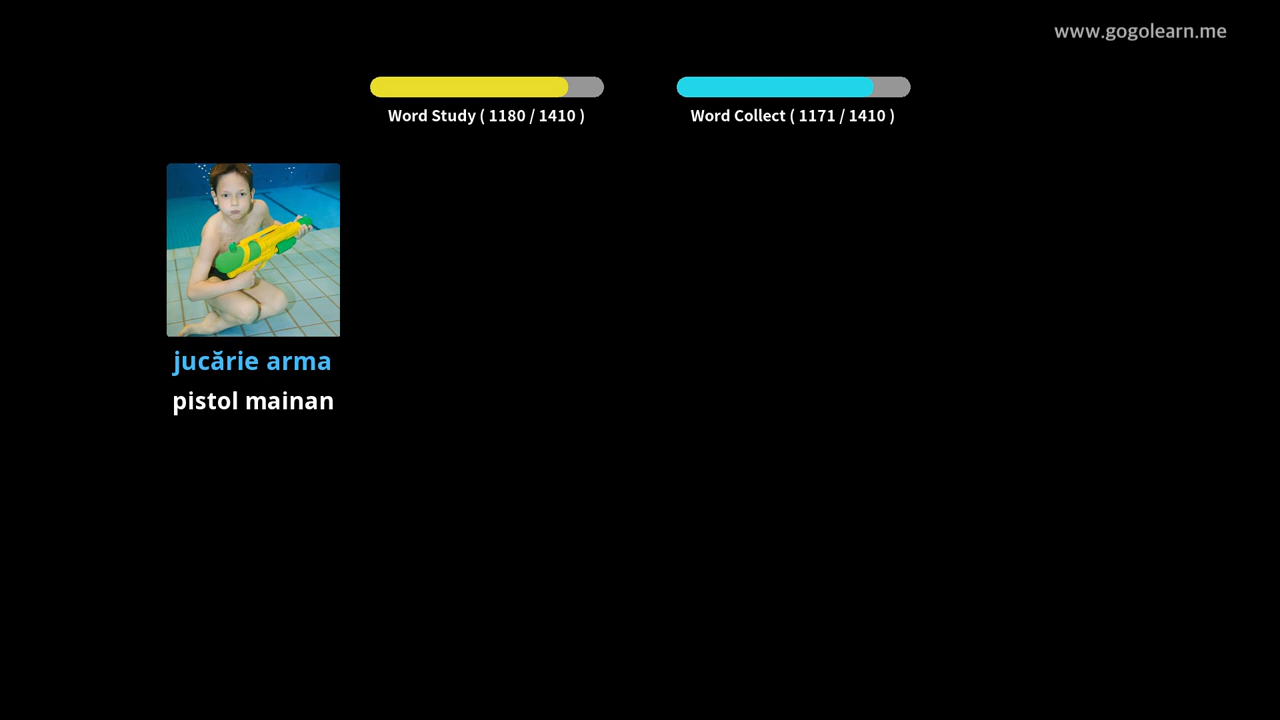 www.gogolearn.me
Word Study ( 1180 / 1410 )
Word Collect ( 1171 / 1410 )
jucărie arma
pistol mainan